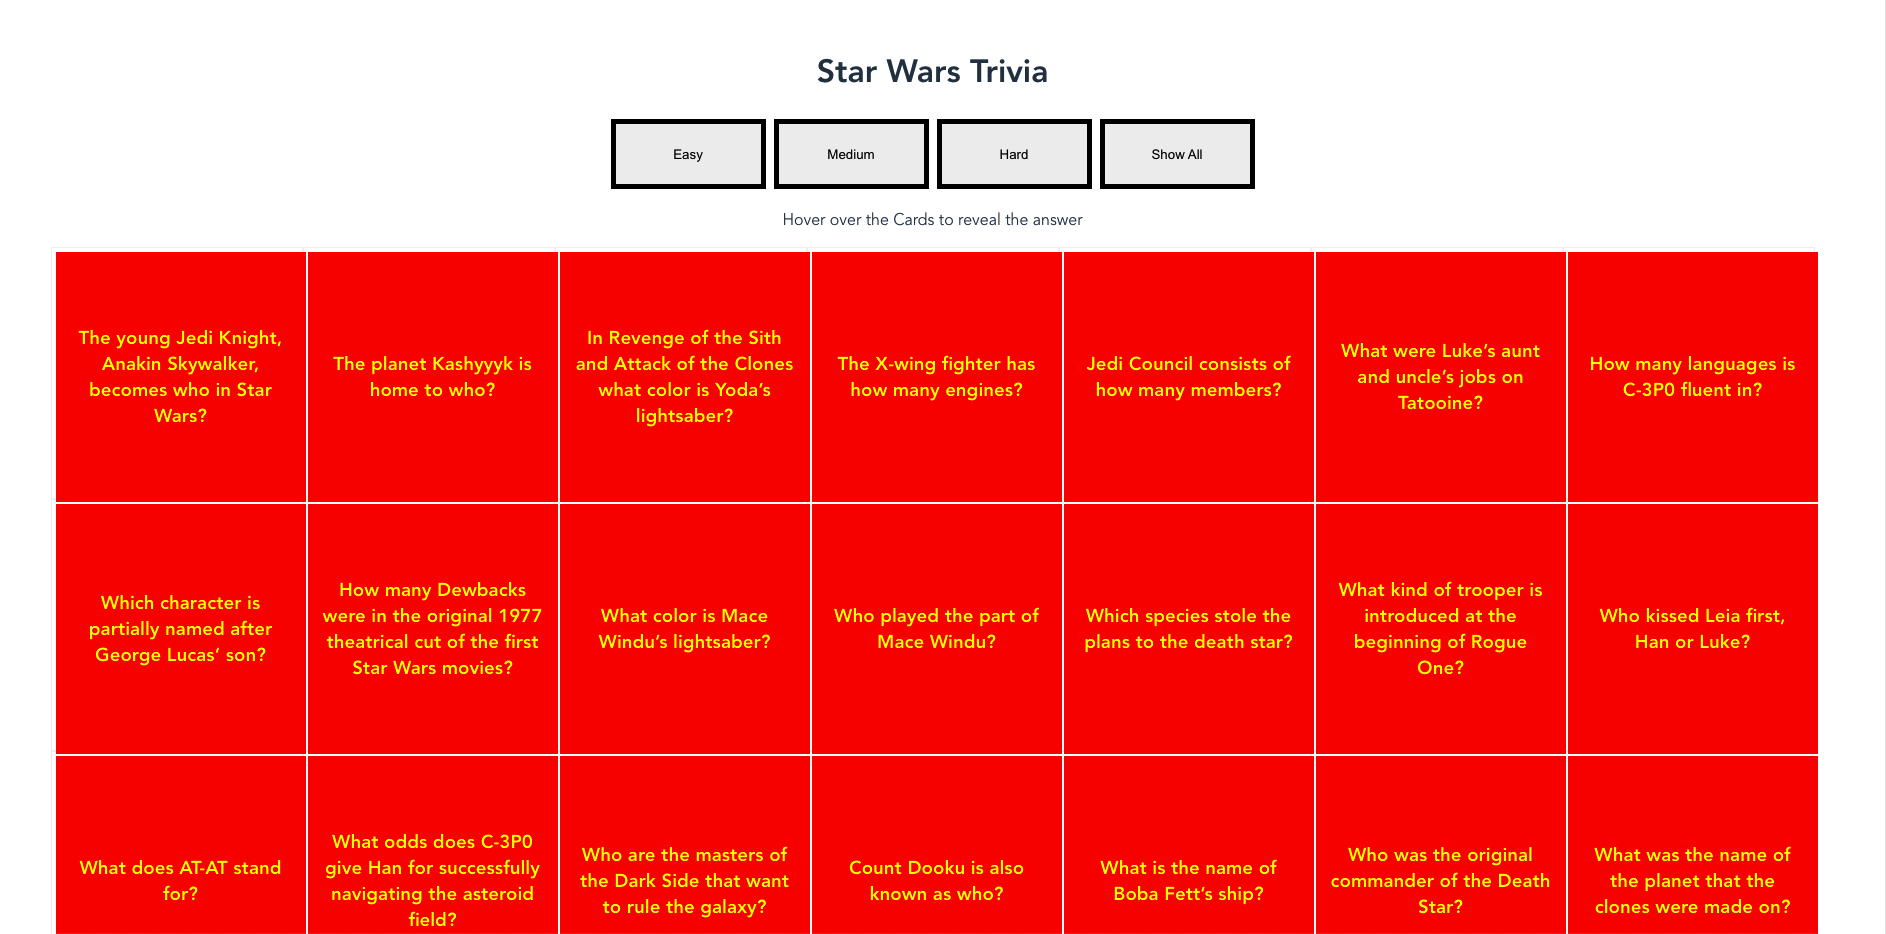 Star Wars Trivia
Easy
Medium
Hard
Show All
Hover over the Cards to reveal the answer
The young Jedi Knight,
Anakin Skywalker,
becomes who in Star
Wars?
The planet Kashyyyk is
home to who?
In Revenge of the Sith
and Attack of the Clones
what color is Yoda’s
lightsaber?
The X-wing fighter has
how many engines?
Jedi Council consists of
how many members?
What were Luke’s aunt
and uncle’s jobs on
Tatooine?
How many languages is
C-3P0 fluent in?
Which character is
partially named after
George Lucas‘ son?
How many Dewbacks
were in the original 1977
theatrical cut of the first
Star Wars movies?
What color is Mace
Windu’s lightsaber?
Who played the part of
Mace Windu?
Which species stole the
plans to the death star?
What kind of trooper is
introduced at the
beginning of Rogue
One?
Who kissed Leia first,
Han or Luke?
What does AT-AT stand
for?
What odds does C-3P0
give Han for successfully
navigating the asteroid
field?
Who are the masters of
the Dark Side that want
to rule the galaxy?
Count Dooku is also
known as who?
What is the name of
Boba Fett’s ship?
Who was the original
commander of the Death
Star?
What was the name of
the planet that the
clones were made on?